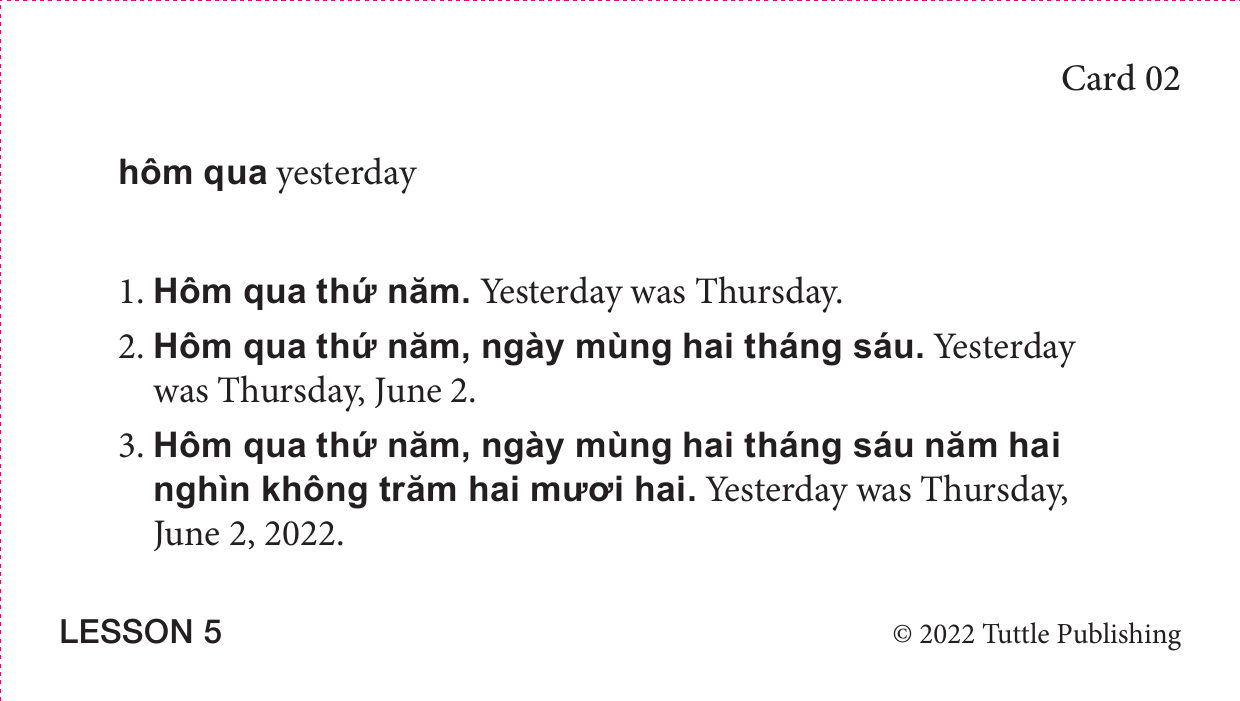 Card 02
hôm qua yesterday
1. Hôm qua thứ năm. Yesterday was Thursday.
2. Hôm qua thứ năm, ngày mùng hai tháng sáu. Yesterday
was Thursday, June 2.
3. Hôm qua thứ năm, ngày mùng hai tháng sáu năm hai
nghìn không trăm hai mươi hai. Yesterday was Thursday,
June 2, 2022.
LESSON 5
© 2022 Tuttle Publishing